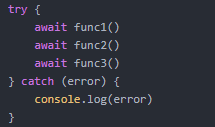 try {
    await func1()
    await func2()
    await func3()
} catch (error) {
    console.log(error)
}